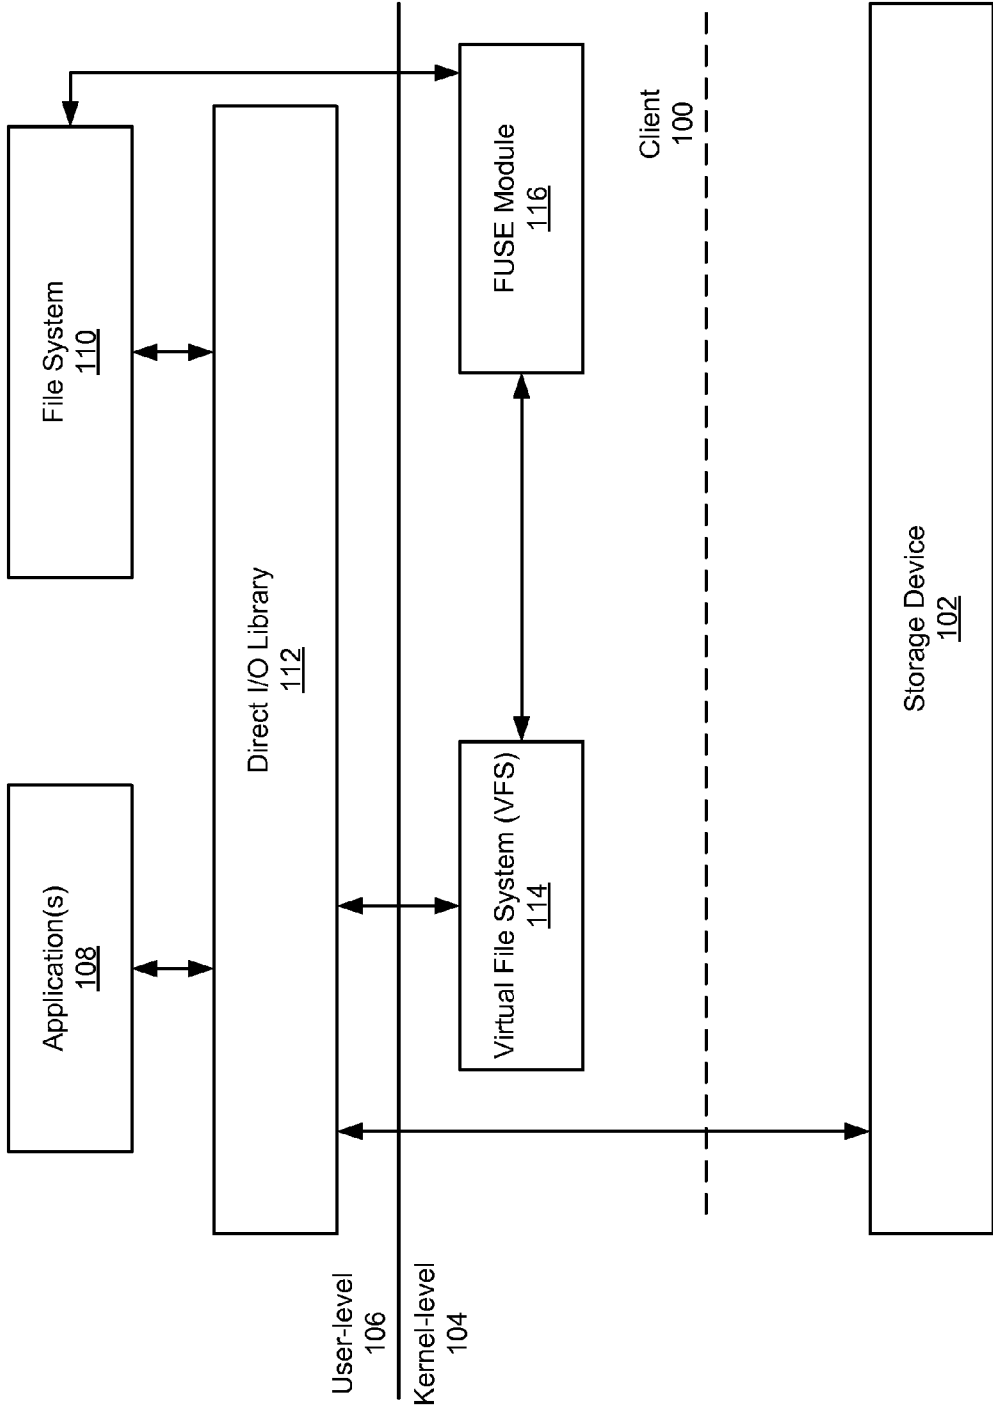 Application(s)
108
File System
110
Direct I/O Library
112
User-level
106
Kernel-level
104
Virtual File System (VFS)
114
FUSE Module
116
Client
100
Storage Device
102